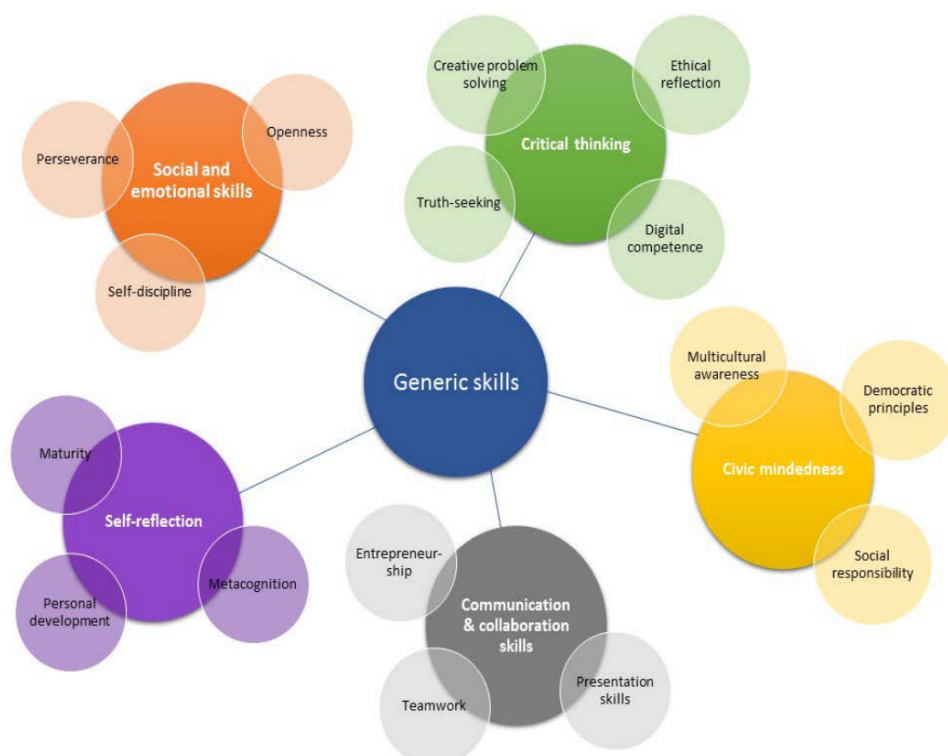 Creative problem
solving
Ethical
reflection
Critical thinking
Truth-seeking
Digital
competence
Openness
Perseverance
Social and
emotional skills
Self-discipline
Generic skills
Multicultural
awareness
Democratic
principles
Civic mindedness
Social
responsibility
Maturity
Self-reflection
Metacognition
Personal
development
Entrepreneur-
ship
Communication
& collaboration
skills
Teamwork
Presentation
skills